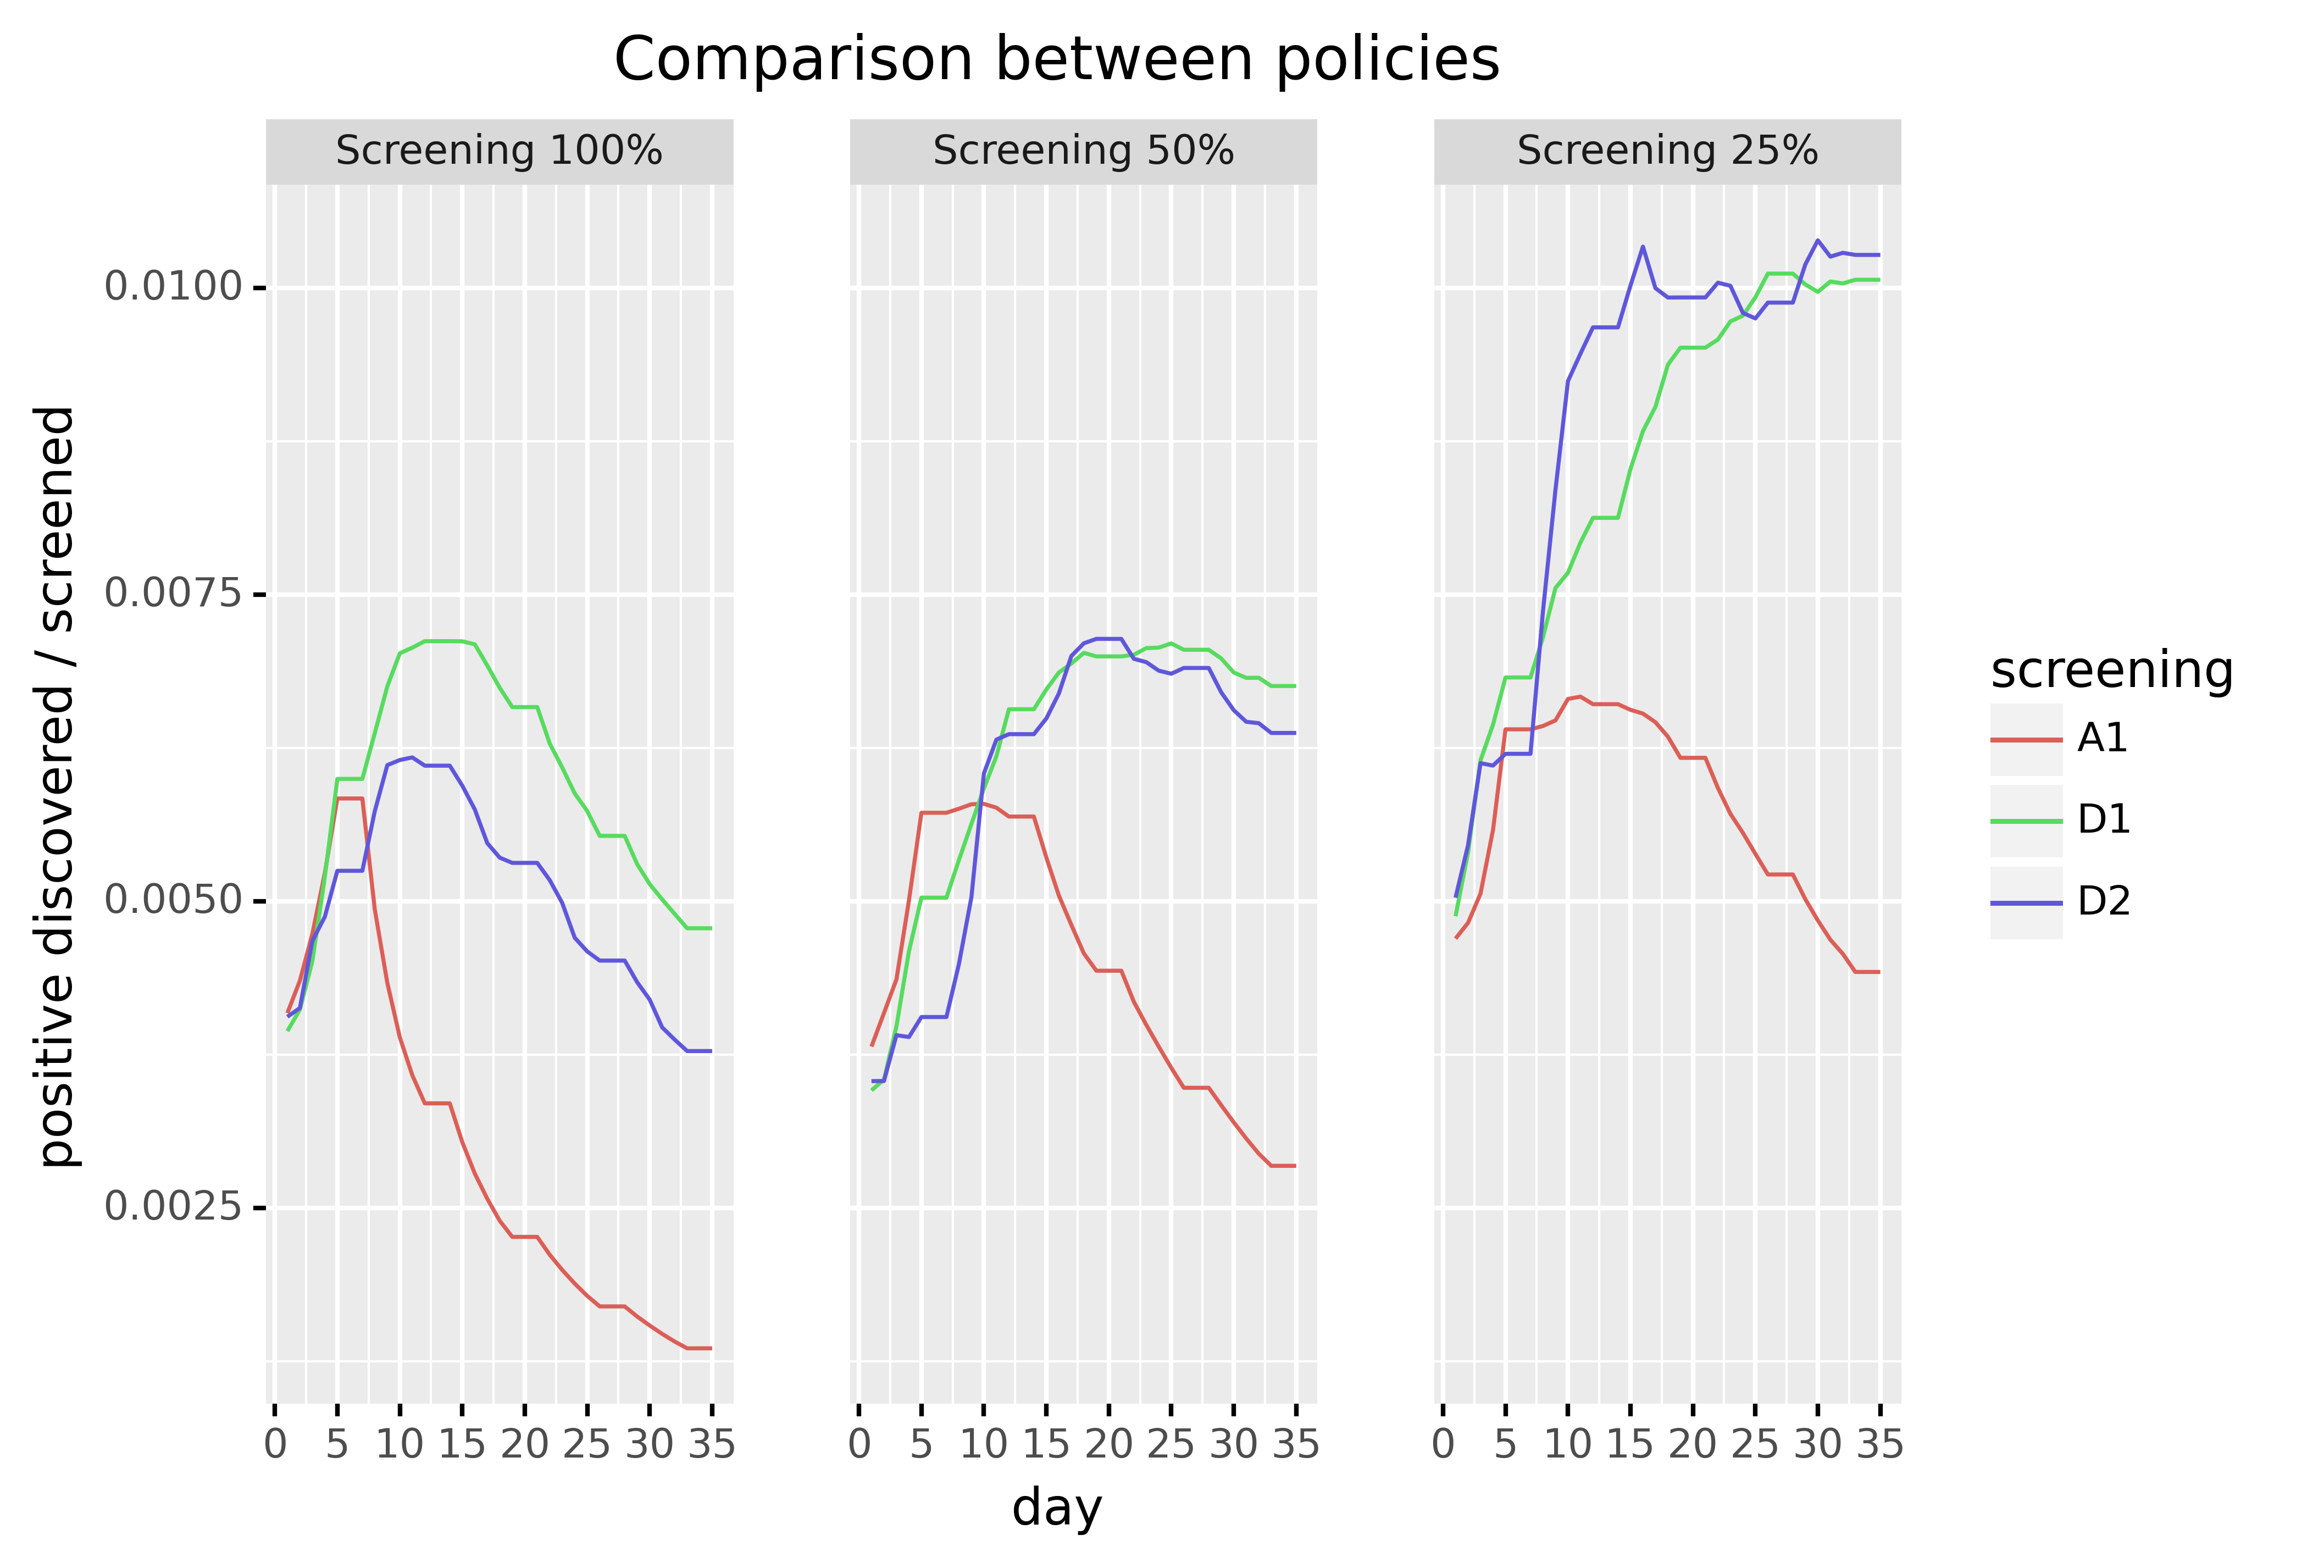 Comparison between policies
Screening 100%
Screening 50%
Screening 25%
positive discovered / screened
0.0100
0.0075
0.0050
0.0025
0 5 10 15 20 25 30 35
0 5 10 15 20 25 30 35
0 5 10 15 20 25 30 35
day
screening
A1
D1
D2